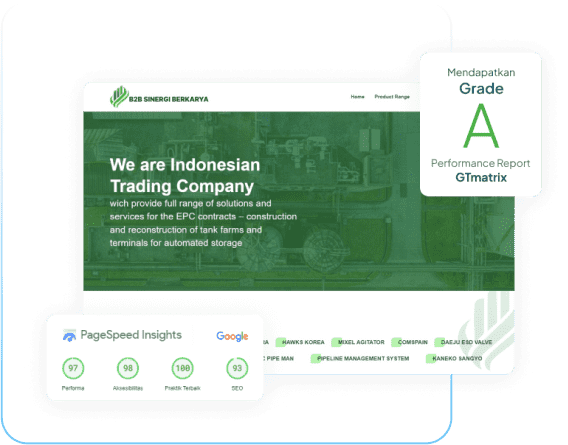 Mendapatkan
Grade
A
Performance Report
GTmatrix
B2B SINERGI BERKARYA
Home
Product Range
We are Indonesian
Trading Company
wich provide full range of solutions and
services for the EPC contracts – construction
and reconstruction of tank farms and
terminals for automated storage
PageSpeed Insights
Google
97
98
100
93
Performa
Aksesibilitas
Praktik Terbaik
SEO
HAWKS KOREA
MIXEL AGITATOR
COMSPAIN
DAEJU ESO VALVE
PIPE MAN
PIPELINE MANAGEMENT SYSTEM
KANEKO SANGYO